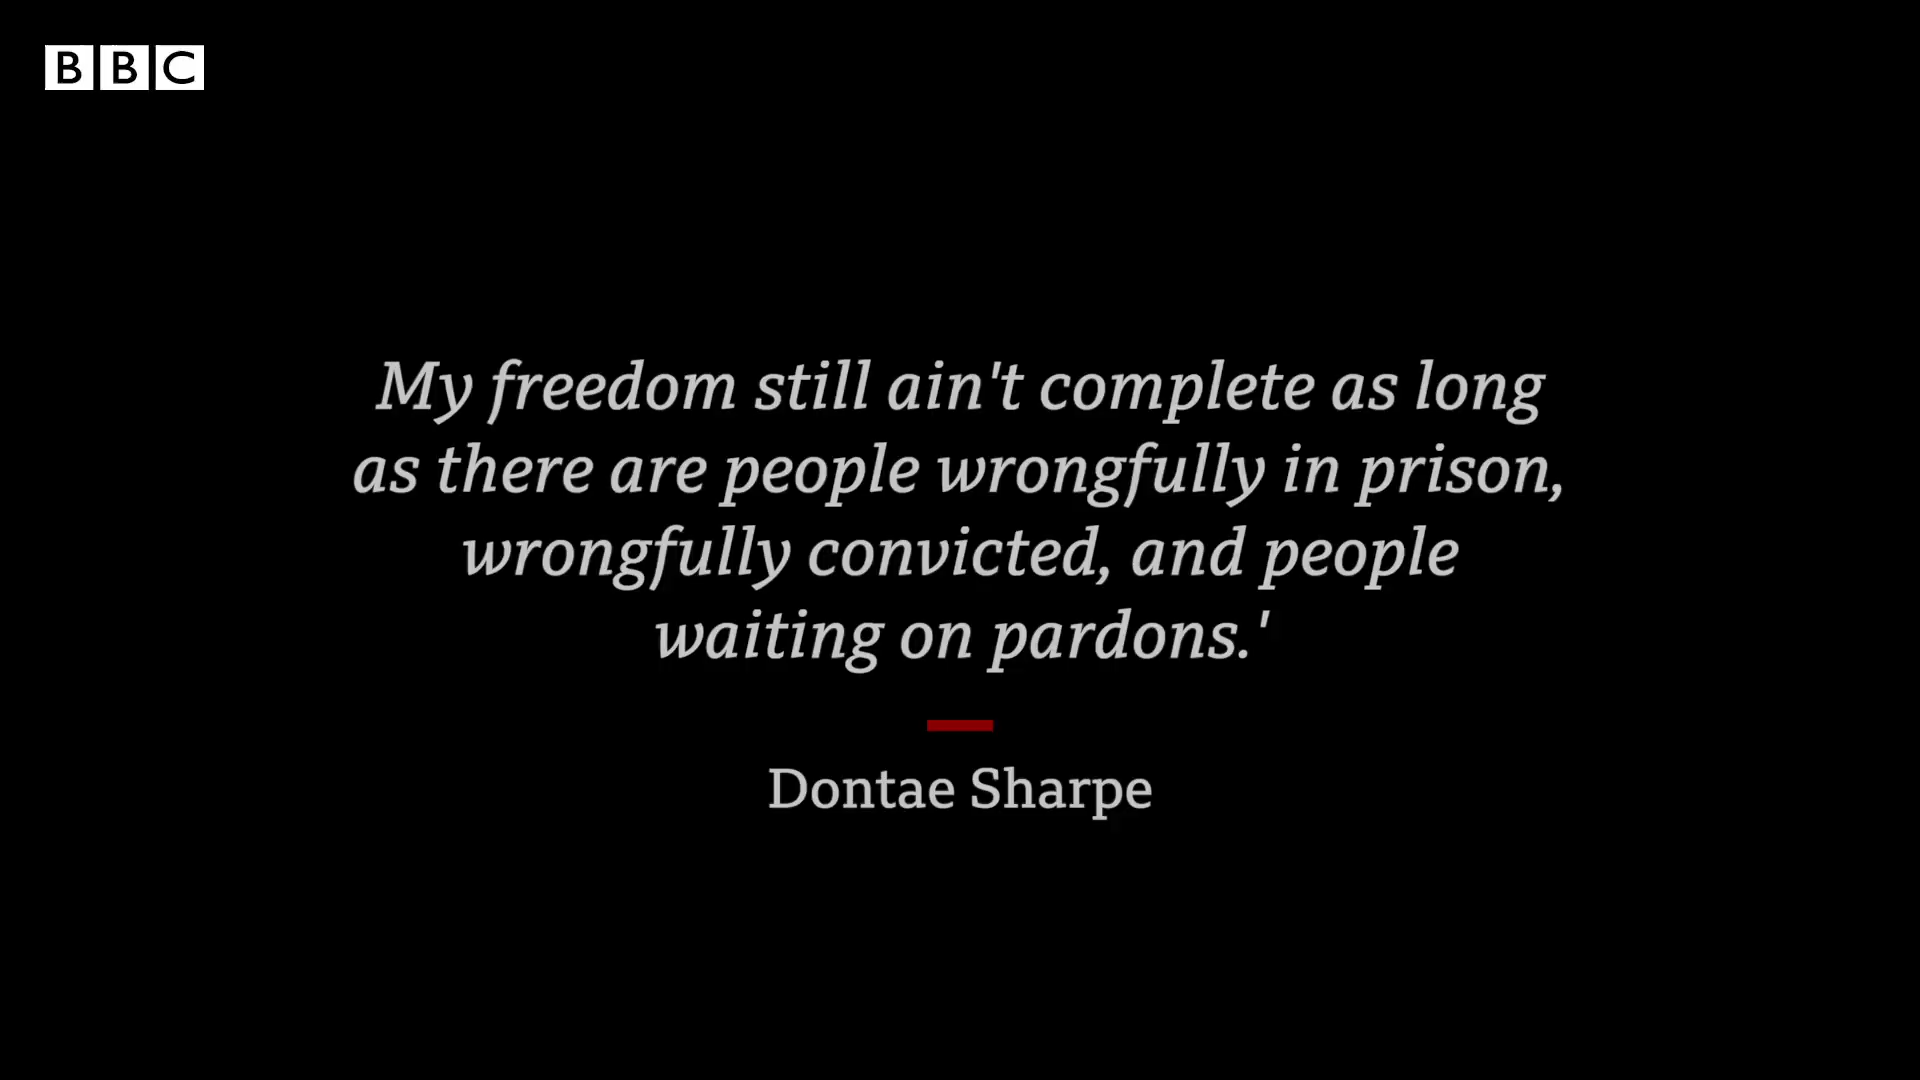 BBC
My freedom still ain't complete as long
as there are people wrongfully in prison,
wrongfully convicted, and people
waiting on pardons.'
Dontae Sharpe